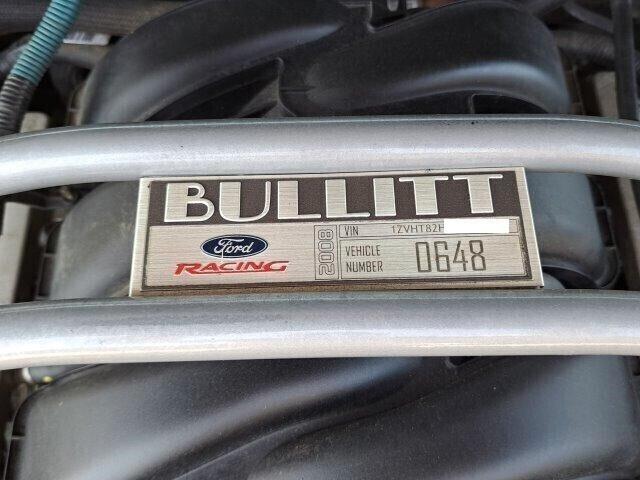 BULLITT
Ford
RACING
2008
VIN 1ZVHT82H
VEHICLE
NUMBER
0648